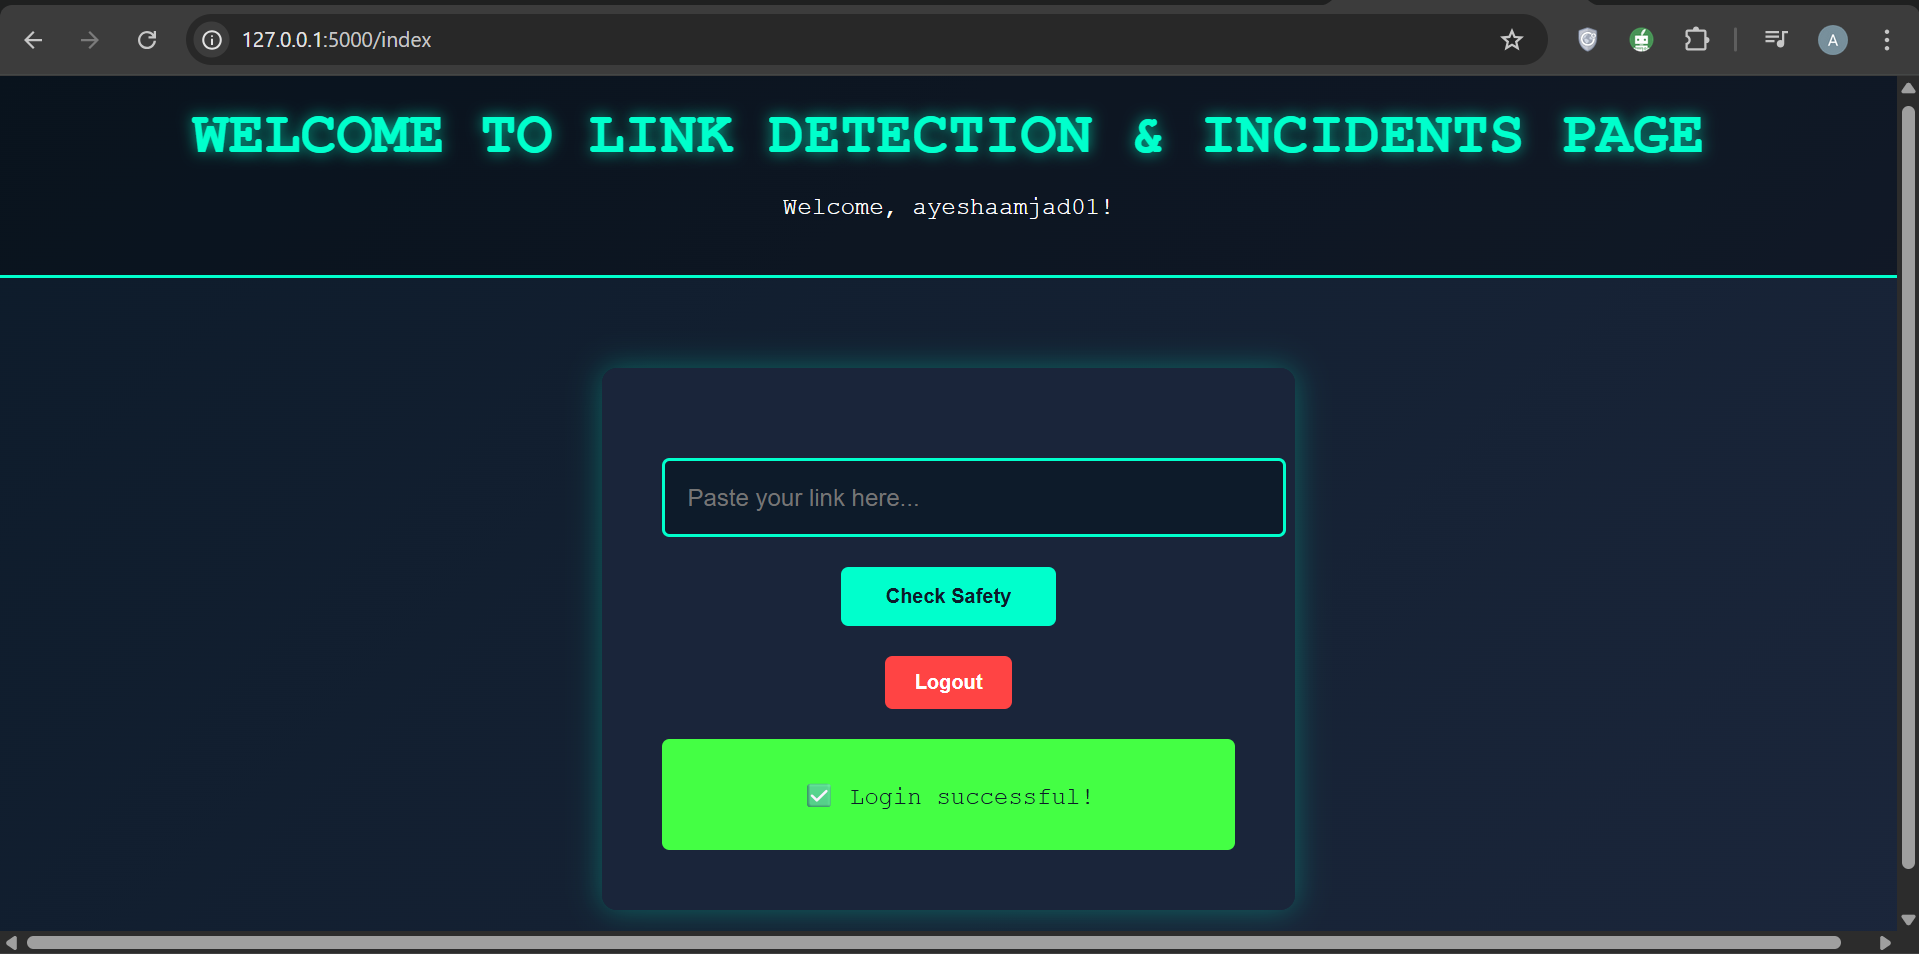 127.0.0.1:5000/index
A
WELCOME TO LINK DETECTION & INCIDENTS PAGE
Welcome, ayeshaamjad01!
Paste your link here...
Check Safety
Logout
✅ Login successful!